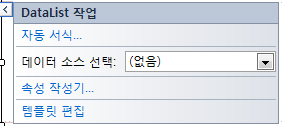 DataList 작업
자동 서식...
데이터 소스 선택: (없음)
속성 작성기...
템플릿 편집